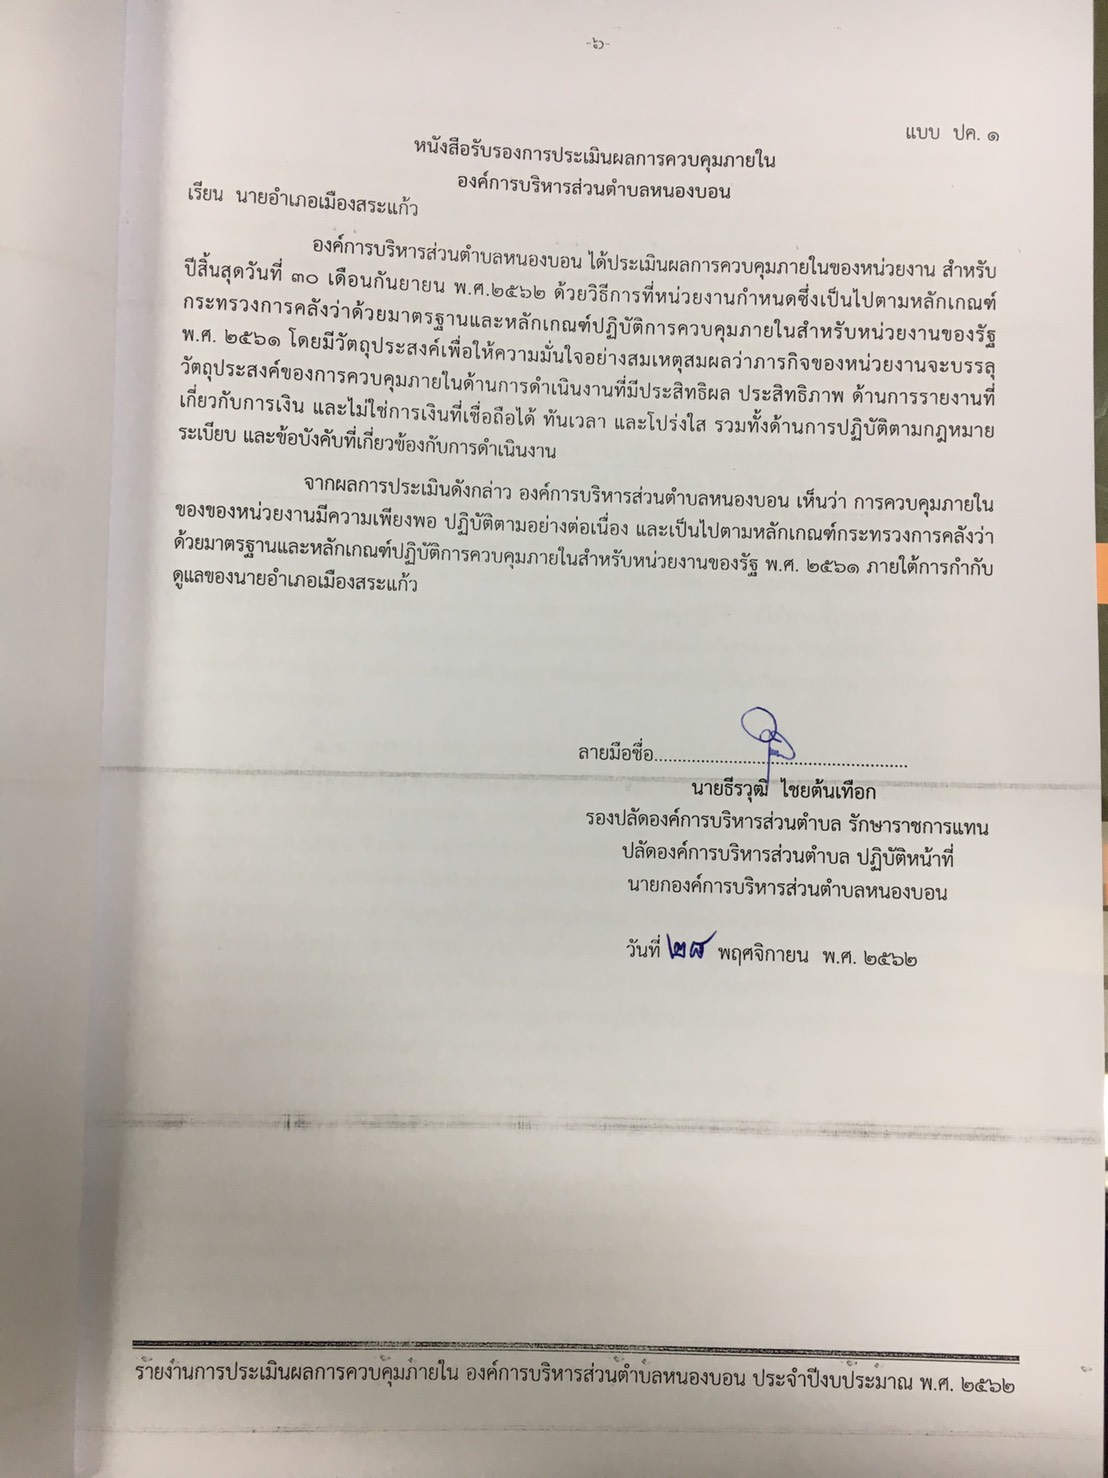 -๖-
แบบ ปค. ๑
หนังสือรับรองการประเมินผลการควบคุมภายใน
องค์การบริหารส่วนตำบลหนองบอน
เรียน นายอำเภอเมืองสระแก้ว
องค์การบริหารส่วนตำบลหนองบอน ได้ประเมินผลการควบคุมภายในของหน่วยงาน สำหรับ
ปีสิ้นสุดวันที่ ๓๐ เดือนกันยายน พ.ศ.๒๕๖๒ ด้วยวิธีการที่หน่วยงานกำหนดซึ่งเป็นไปตามหลักเกณฑ์
กระทรวงการคลังว่าด้วยมาตรฐานและหลักเกณฑ์ปฏิบัติการควบคุมภายในสำหรับหน่วยงานของรัฐ
พ.ศ. ๒๕๖๑ โดยมีวัตถุประสงค์เพื่อให้ความมั่นใจอย่างสมเหตุสมผลว่าภารกิจของหน่วยงานจะบรรลุ
วัตถุประสงค์ของการควบคุมภายในด้านการดำเนินงานที่มีประสิทธิผล ประสิทธิภาพ ด้านการรายงานที่
เกี่ยวกับการเงิน และไม่ใช่การเงินที่เชื่อถือได้ ทันเวลา และโปร่งใส รวมทั้งด้านการปฏิบัติตามกฎหมาย
ระเบียบ และข้อบังคับที่เกี่ยวข้องกับการดำเนินงาน
จากผลการประเมินดังกล่าว องค์การบริหารส่วนตำบลหนองบอน เห็นว่า การควบคุมภายใน
ของของหน่วยงานมีความเพียงพอ ปฏิบัติตามอย่างต่อเนื่อง และเป็นไปตามหลักเกณฑ์กระทรวงการคลังว่า
ด้วยมาตรฐานและหลักเกณฑ์ปฏิบัติการควบคุมภายในสำหรับหน่วยงานของรัฐ พ.ศ. ๒๕๖๑ ภายใต้การกำกับ
ดูแลของนายอำเภอเมืองสระแก้ว
ลายมือชื่อ..................................................
นายธีรวุฒิ ไชยต้นเทือก
รองปลัดองค์การบริหารส่วนตำบล รักษาราชการแทน
ปลัดองค์การบริหารส่วนตำบล ปฏิบัติหน้าที่
นายกองค์การบริหารส่วนตำบลหนองบอน
วันที่ ๒๘ พฤศจิกายน พ.ศ. ๒๕๖๒
รายงานการประเมินผลการควบคุมภายใน องค์การบริหารส่วนตำบลหนองบอน ประจำปีงบประมาณ พ.ศ. ๒๕๖๒